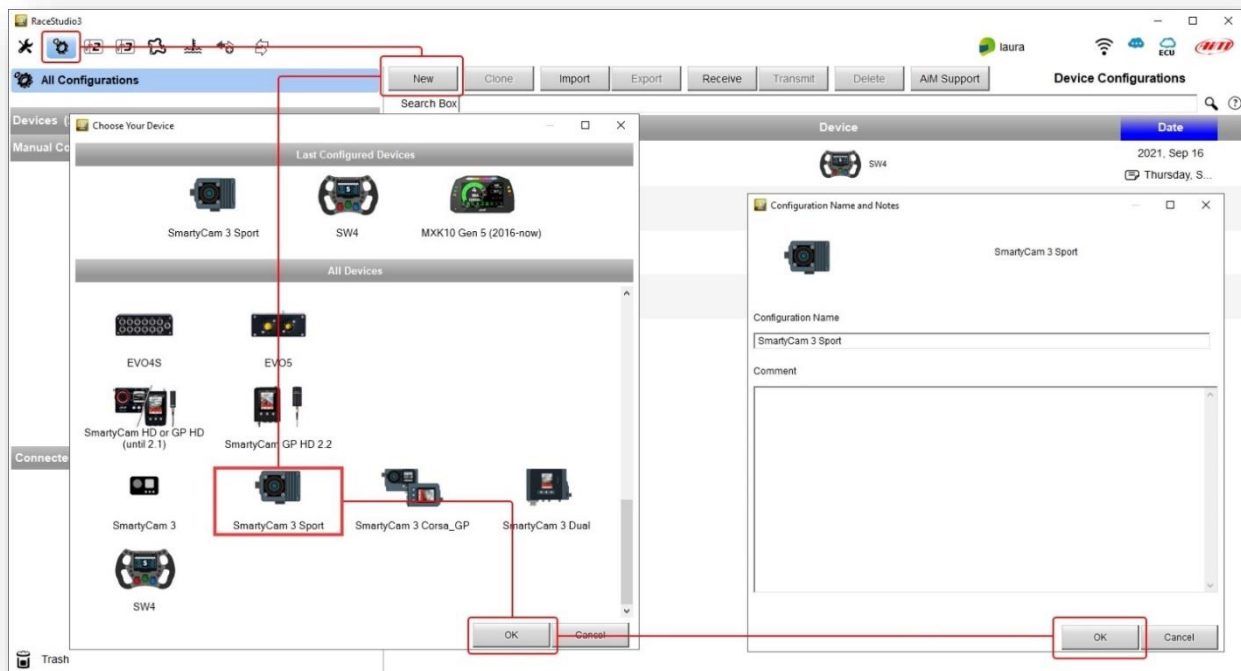 RaceStudio3
laura
ECU
AiM
All Configurations
New
Clone
Import
Export
Receive
Transmit
Delete
AiM Support
Device Configurations
Search Box
Devices (
Manual Co
Connecte
Trash
Device
Date
SW4
2021, Sep 16
Thursday, S...
Choose Your Device
Last Configured Devices
SmartyCam 3 Sport
SW4
MXK10 Gen 5 (2016-now)
All Devices
EVO4S
EVO5
SmartyCam HD or GP HD
(until 2.1)
SmartyCam GP HD 2.2
SmartyCam 3
SmartyCam 3 Sport
SmartyCam 3 Corsa_GP
SmartyCam 3 Dual
SW4
OK
Cancel
Configuration Name and Notes
SmartyCam 3 Sport
Configuration Name
SmartyCam 3 Sport
Comment
OK
Cancel